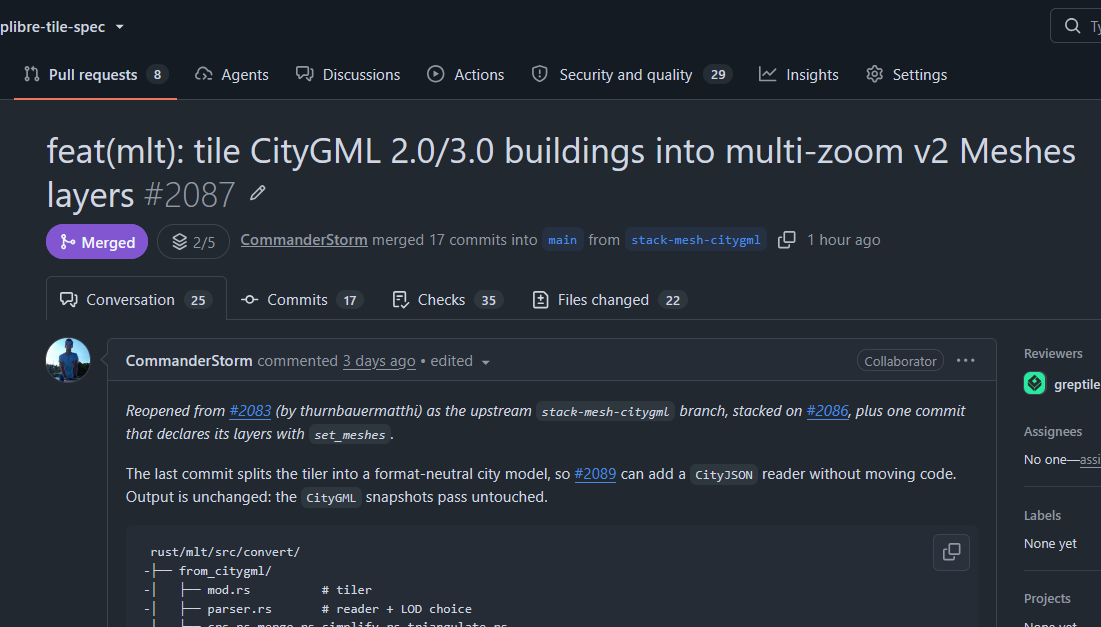 plibre-tile-spec
Pull requests 8 Agents Discussions Actions Security and quality 29 Insights Settings
feat(mlt): tile CityGML 2.0/3.0 buildings into multi-zoom v2 Meshes
layers #2087
Merged 2/5 CommanderStorm merged 17 commits into main from stack-mesh-citygml 1 hour ago
Conversation 25 Commits 17 Checks 35 Files changed 22
CommanderStorm commented 3 days ago • edited Collaborator
Reopened from #2083 (by thurnbauermatthi) as the upstream stack-mesh-citygml branch, stacked on #2086, plus one commit
that declares its layers with set_meshes.
The last commit splits the tiler into a format-neutral city model, so #2089 can add a CityJSON reader without moving code.
Output is unchanged: the CityGML snapshots pass untouched.
rust/mlt/src/convert/
-├── from_citygml/
-│ ├── mod.rs # tiler
-│ ├── parser.rs # reader + LOD choice
Reviewers
greptile
Assignees
No one—assi
Labels
None yet
Projects